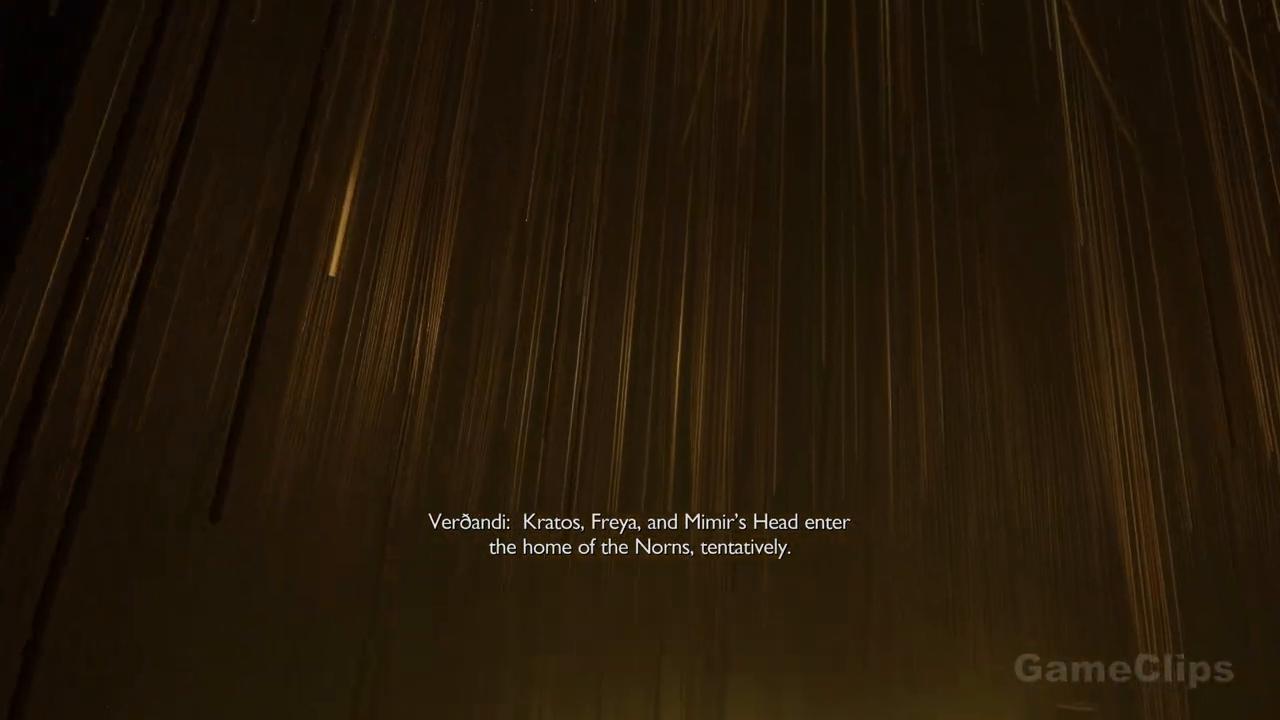 Verðandi:  Kratos, Freya, and Mimir's Head enter
the home of the Norns, tentatively.
GameClips